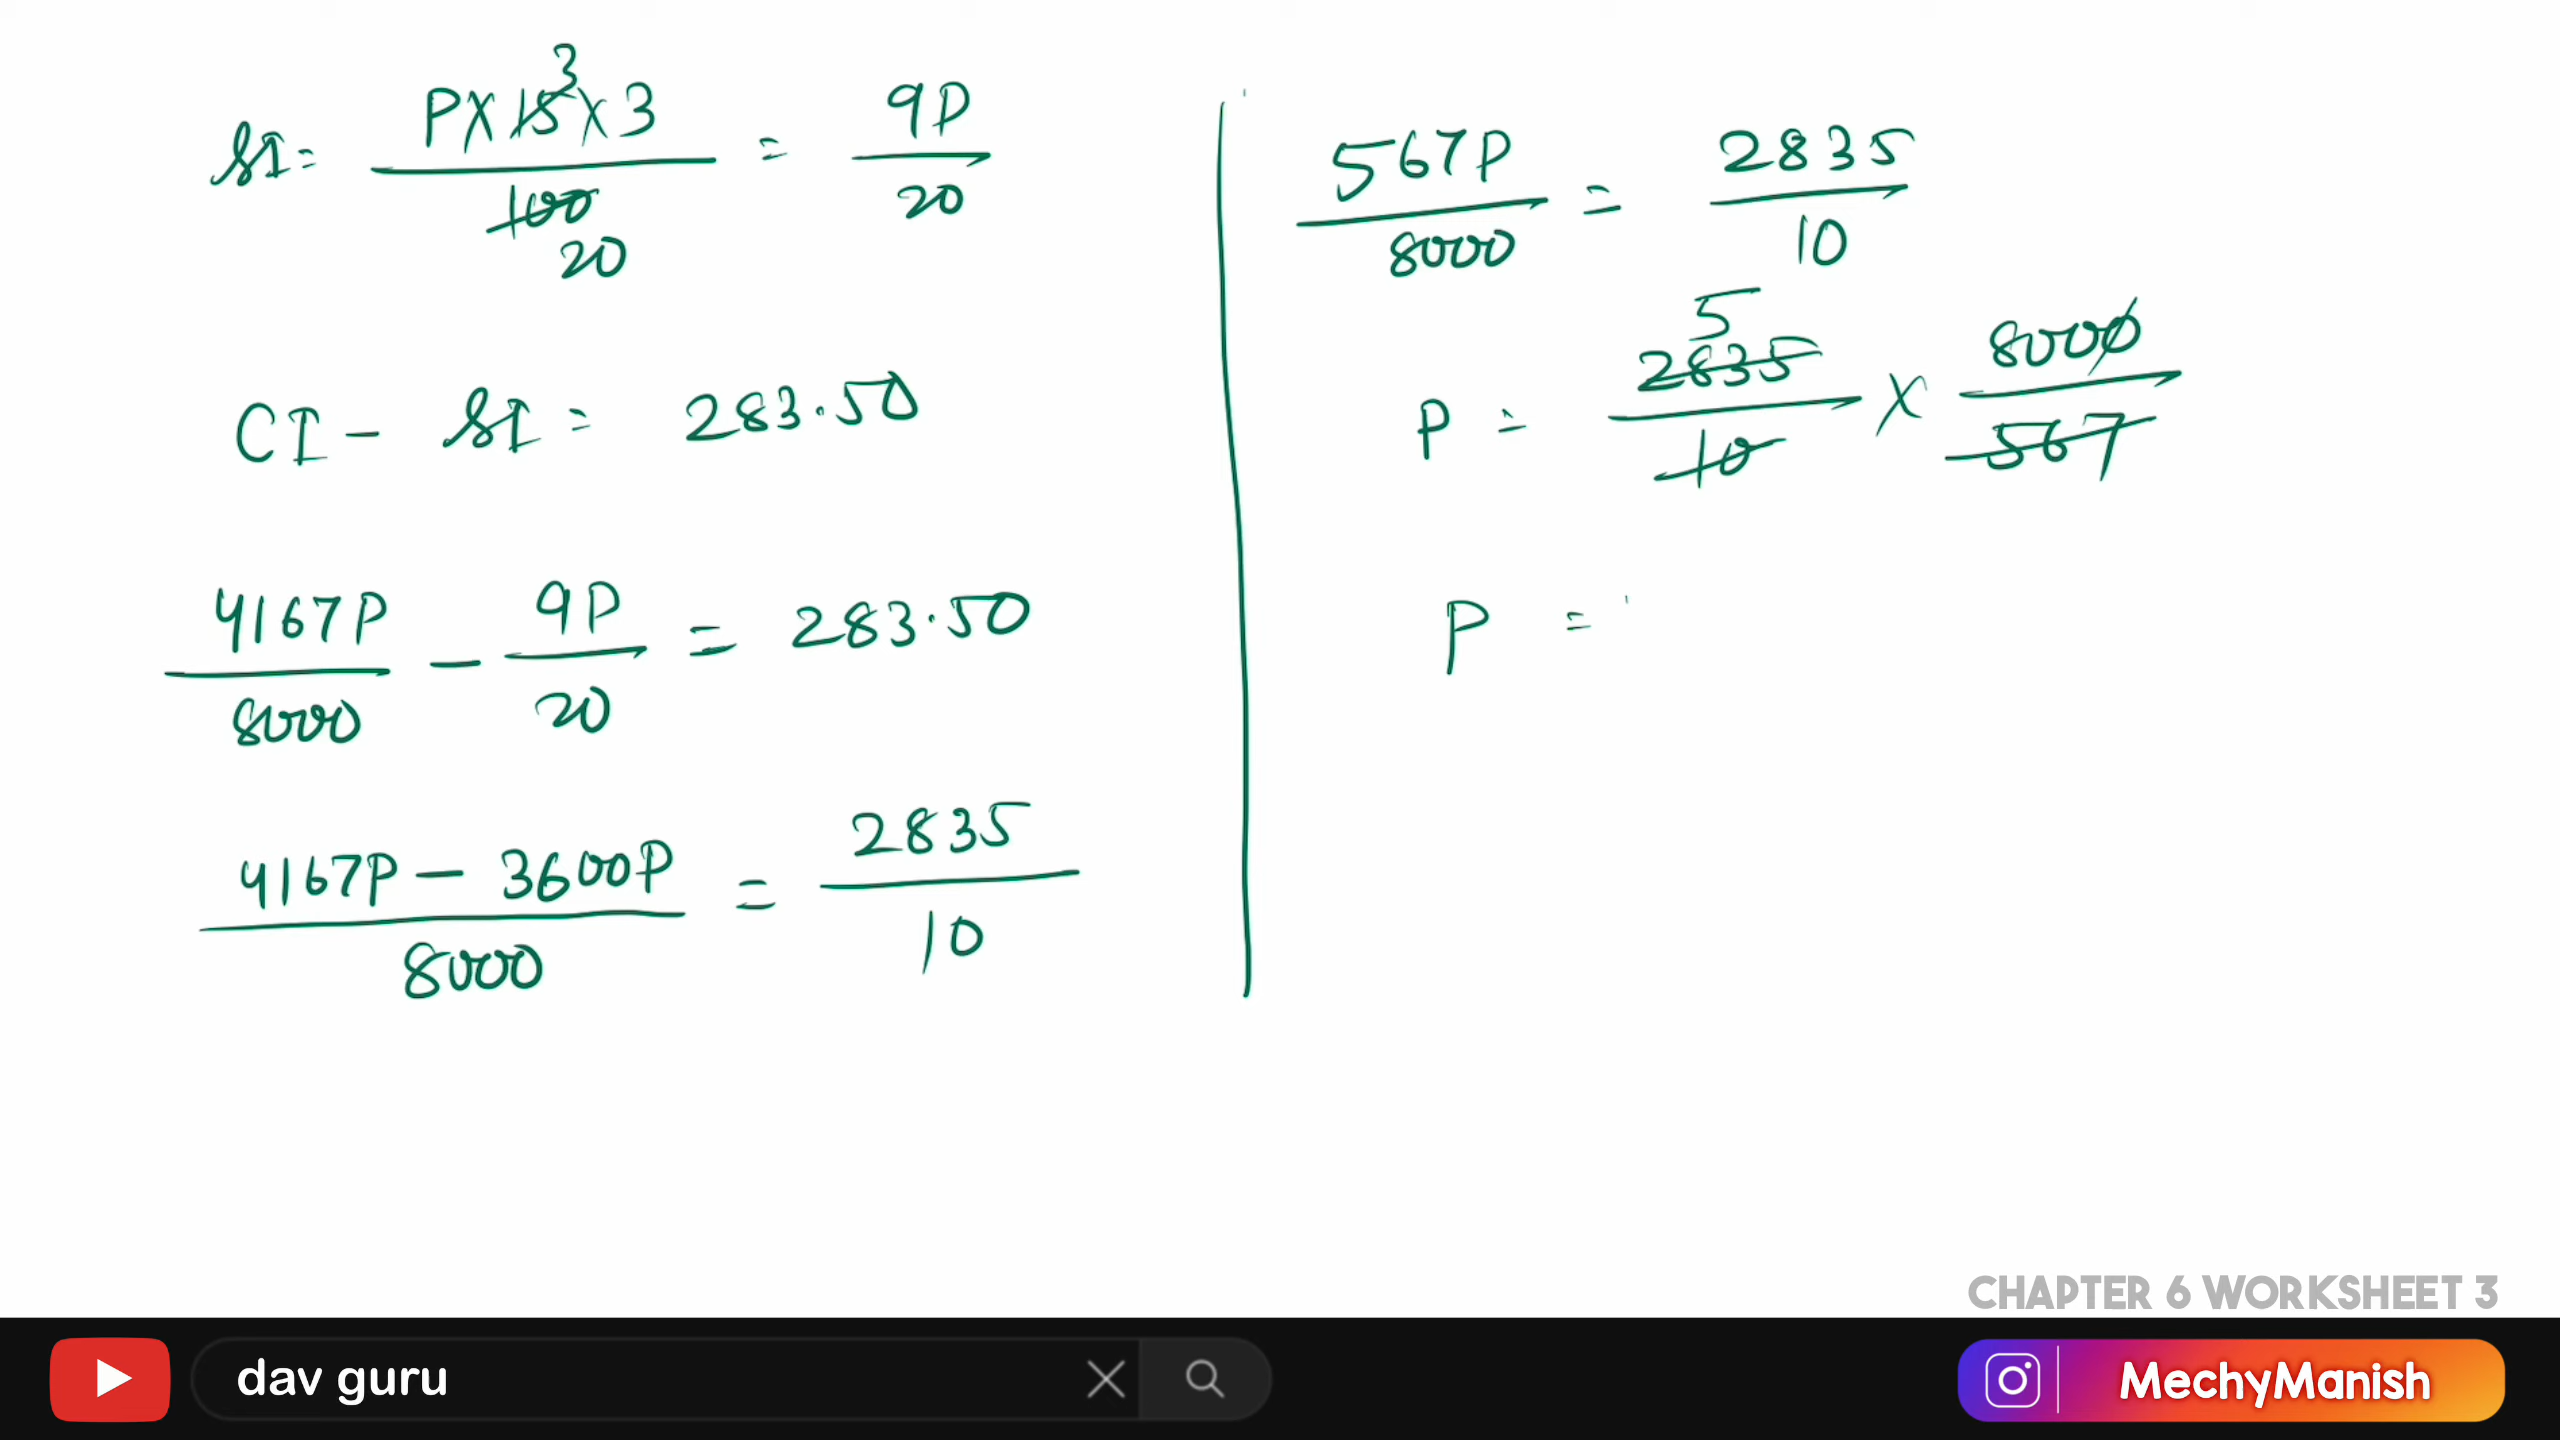 SI = P X 15 3 X 3 / 100 20 = 9P / 20
CI - SI = 283.50
4167P / 8000 - 9P / 20 = 283.50
4167P - 3600P / 8000 = 2835 / 10
567P / 8000 = 2835 / 10
P = 5 2835 / 10 X 8000 / 567
P =
CHAPTER 6 WORKSHEET 3
dav guru
MechyManish